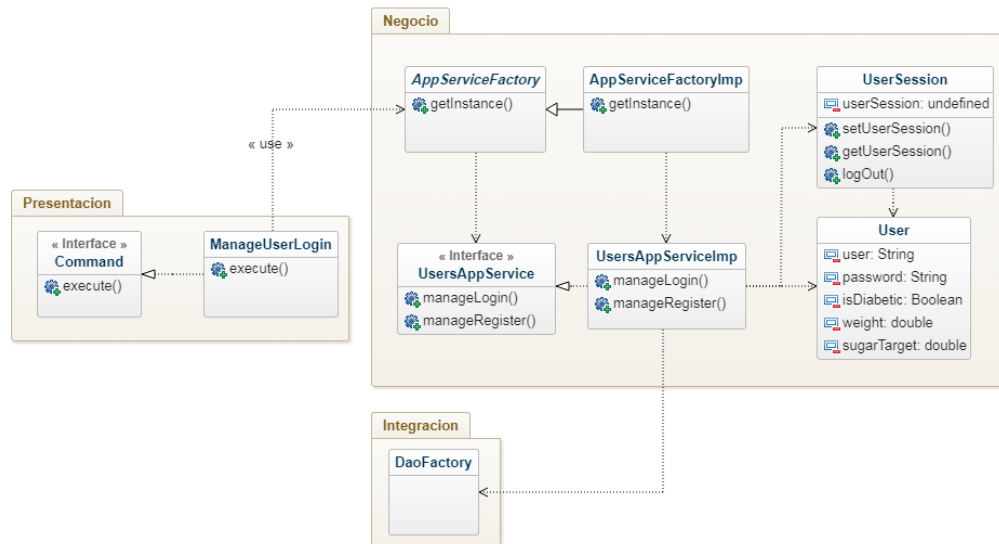 Negocio
AppServiceFactory
getInstance()
AppServiceFactoryImp
getInstance()
UserSession
userSession: undefined
setUserSession()
getUserSession()
logOut()
« use »
Presentacion
« Interface »
Command
execute()
ManageUserLogin
execute()
« Interface »
UsersAppService
manageLogin()
manageRegister()
UsersAppServiceImp
manageLogin()
manageRegister()
User
user: String
password: String
isDiabetic: Boolean
weight: double
sugarTarget: double
Integracion
DaoFactory